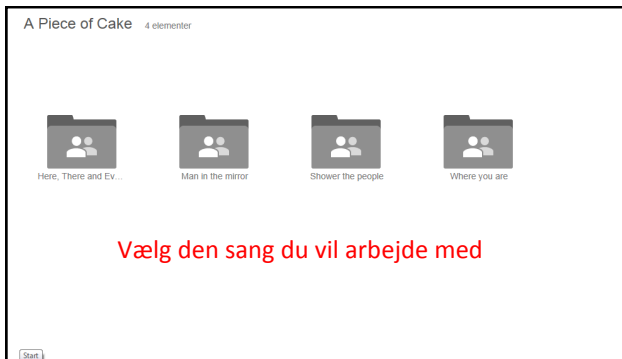 A Piece of Cake 4 elementer
Here, There and Ev... Man in the mirror Shower the people Where you are
Vælg den sang du vil arbejde med
Start